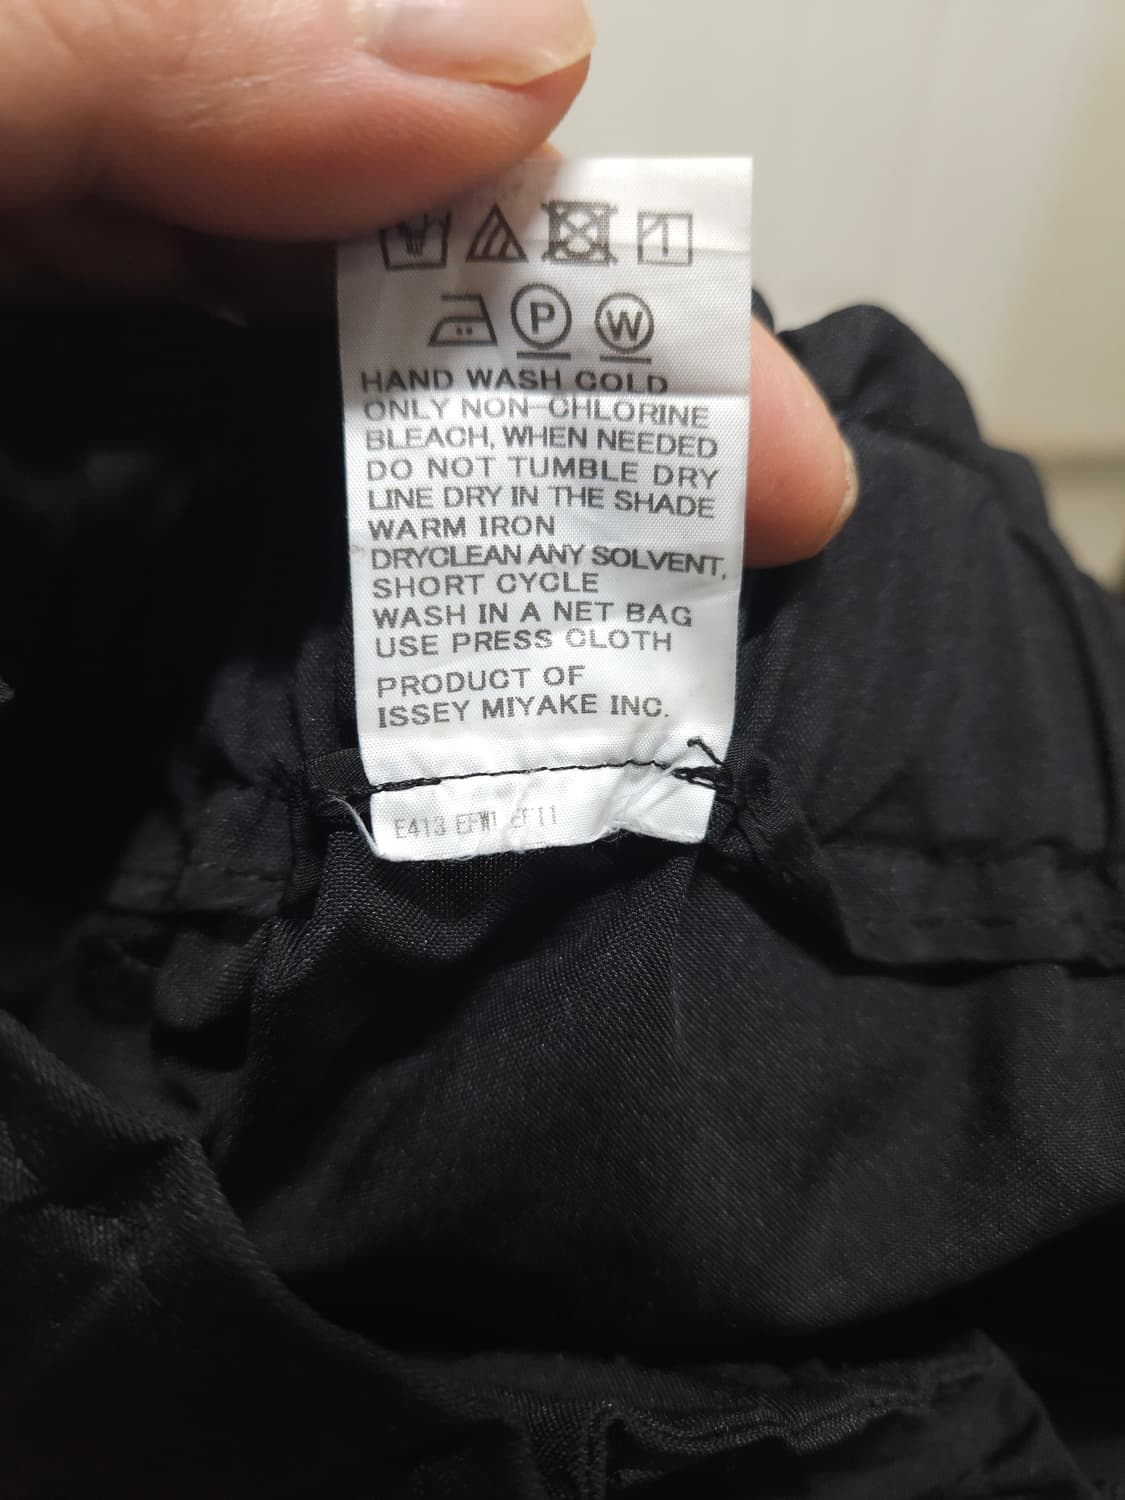 P W
HAND WASH COLD
ONLY NON-CHLORINE
BLEACH, WHEN NEEDED
DO NOT TUMBLE DRY
LINE DRY IN THE SHADE
WARM IRON
DRYCLEAN ANY SOLVENT,
SHORT CYCLE
WASH IN A NET BAG
USE PRESS CLOTH
PRODUCT OF
ISSEY MIYAKE INC.
E413